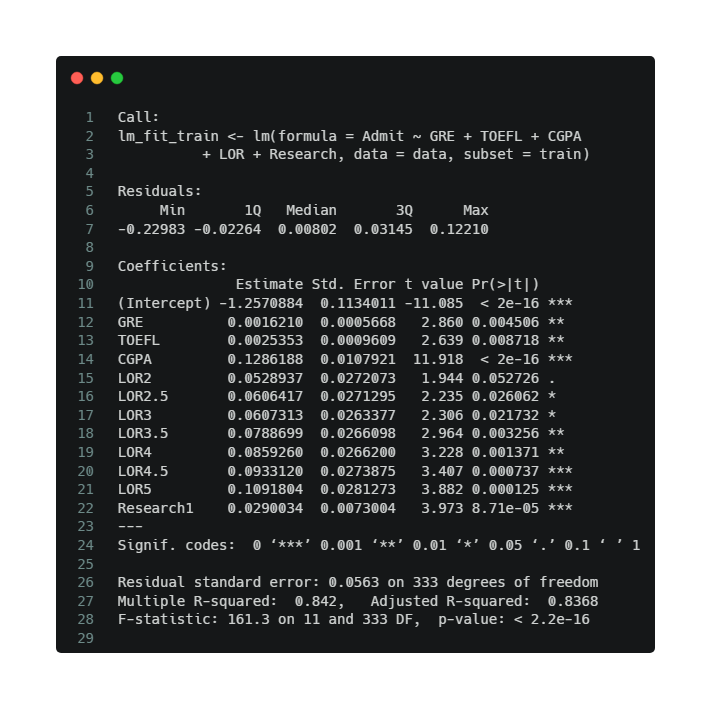 1 Call:
2 lm_fit_train <- lm(formula = Admit ~ GRE + TOEFL + CGPA
3           + LOR + Research, data = data, subset = train)
4
5 Residuals:
6      Min       1Q   Median       3Q      Max
7 -0.22983 -0.02264  0.00802  0.03145  0.12210
8
9 Coefficients:
10               Estimate Std. Error t value Pr(>|t|)
11 (Intercept) -1.2570884  0.1134011 -11.085  < 2e-16 ***
12 GRE          0.0016210  0.0005668   2.860 0.004506 **
13 TOEFL        0.0025353  0.0009609   2.639 0.008718 **
14 CGPA         0.1286188  0.0107921  11.918  < 2e-16 ***
15 LOR2         0.0528937  0.0272073   1.944 0.052726 .
16 LOR2.5       0.0606417  0.0271295   2.235 0.026062 *
17 LOR3         0.0607313  0.0263377   2.306 0.021732 *
18 LOR3.5       0.0788699  0.0266098   2.964 0.003256 **
19 LOR4         0.0859260  0.0266200   3.228 0.001371 **
20 LOR4.5       0.0933120  0.0273875   3.407 0.000737 ***
21 LOR5         0.1091804  0.0281273   3.882 0.000125 ***
22 Research1    0.0290034  0.0073004   3.973 8.71e-05 ***
23 ---
24 Signif. codes:  0 ‘***’ 0.001 ‘**’ 0.01 ‘*’ 0.05 ‘.’ 0.1 ‘ ’ 1
25
26 Residual standard error: 0.0563 on 333 degrees of freedom
27 Multiple R-squared:  0.842,   Adjusted R-squared:  0.8368
28 F-statistic: 161.3 on 11 and 333 DF,  p-value: < 2.2e-16
29